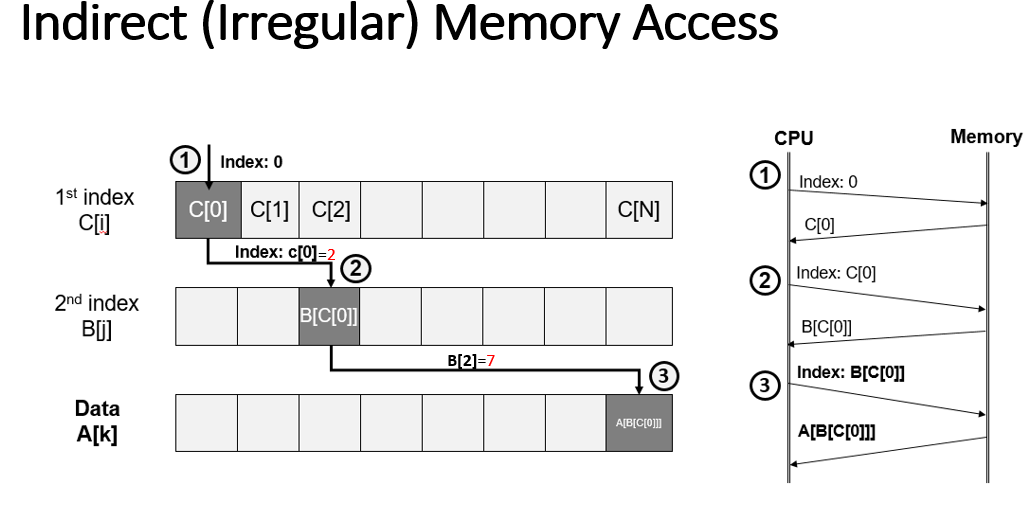 Indirect (Irregular) Memory Access
1 Index: 0
1st index
C[i]
C[0] C[1] C[2] C[N]
Index: c[0]=2
2
2nd index
B[j]
B[C[0]]
B[2]=7
3
Data
A[k]
A[B[C[0]]]
CPU Memory
1 Index: 0
C[0]
2 Index: C[0]
B[C[0]]
3 Index: B[C[0]]
A[B[C[0]]]